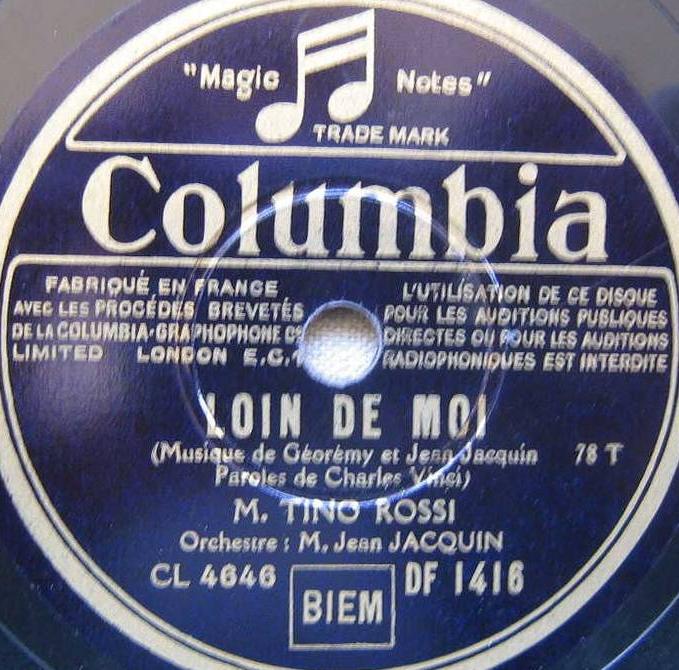 "Magic Notes"
TRADE MARK
Columbia
FABRIQUÉ EN FRANCE
AVEC LES PROCÉDÉS BREVETÉS
DE LA COLUMBIA-GRAPHOPHONE Cº
LIMITED LONDON E.C.1
L'UTILISATION DE CE DISQUE
POUR LES AUDITIONS PUBLIQUES
DIRECTES OU POUR LES AUDITIONS
RADIOPHONIQUES EST INTERDITE
LOIN DE MOI
(Musique de Géorémy et Jean Jacquin 78 T
Paroles de Charles Vinci)
M. TINO ROSSI
Orchestre : M. Jean JACQUIN
CL 4646 BIEM DF 1416